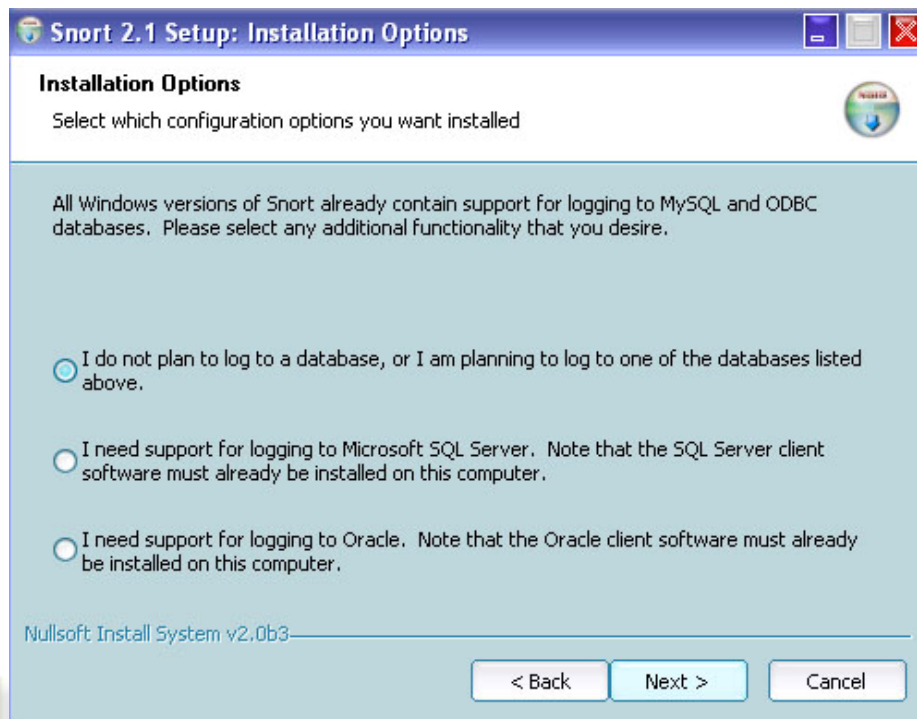 Snort 2.1 Setup: Installation Options
Installation Options
Select which configuration options you want installed
All Windows versions of Snort already contain support for logging to MySQL and ODBC
databases.  Please select any additional functionality that you desire.
I do not plan to log to a database, or I am planning to log to one of the databases listed
above.
I need support for logging to Microsoft SQL Server.  Note that the SQL Server client
software must already be installed on this computer.
I need support for logging to Oracle.  Note that the Oracle client software must already
be installed on this computer.
Nullsoft Install System v2.0b3
< Back
Next >
Cancel